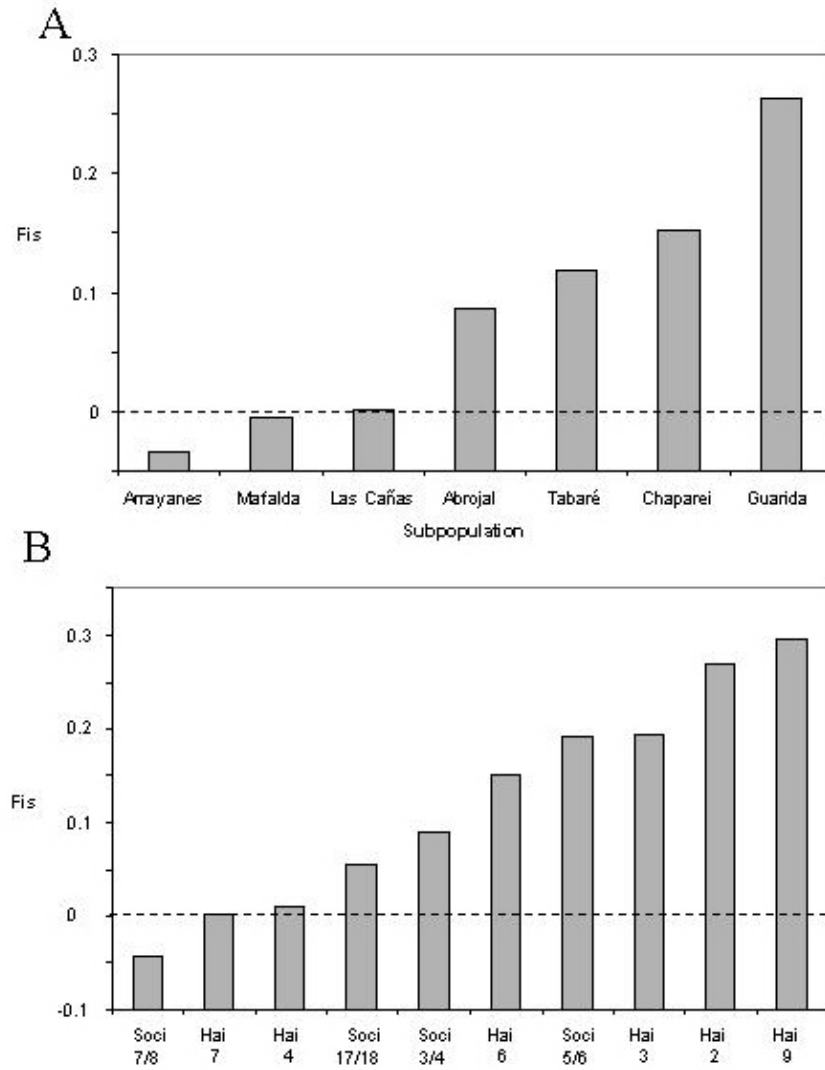 A
0.3
0.2
Fis
0.1
0
Arrayanes Mafalda Las Cañas Abrojal Tabaré Chaparei Guarida
Subpopulation
B
0.3
0.2
Fis
0.1
0
-0.1
Soci Hai Hai Soci Soci Hai Soci Hai Hai Hai
7/8 7 4 17/18 3/4 6 5/6 3 2 9